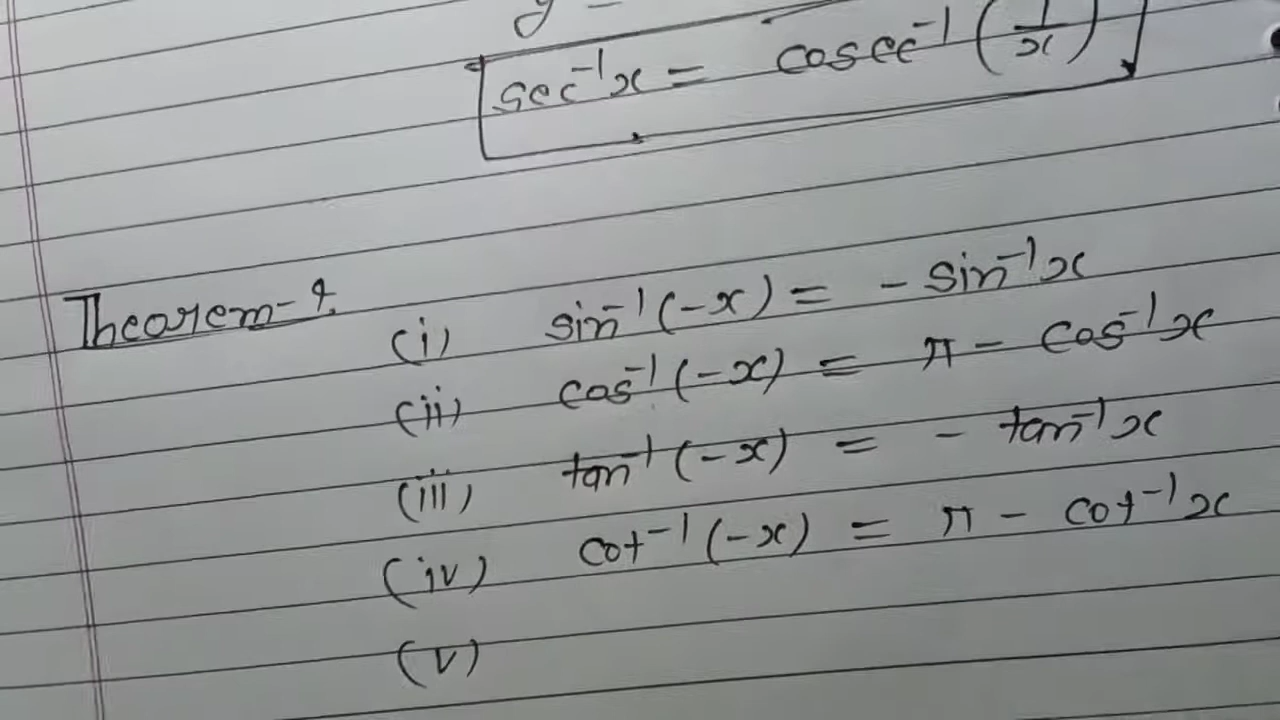 y =
sec⁻¹x = cosec⁻¹(1/x)
Theorem-9.
(i) sin⁻¹(-x) = - sin⁻¹x
(ii) cos⁻¹(-x) = π - cos⁻¹x
(iii) tan⁻¹(-x) = - tan⁻¹x
(iv) cot⁻¹(-x) = π - cot⁻¹x
(v)